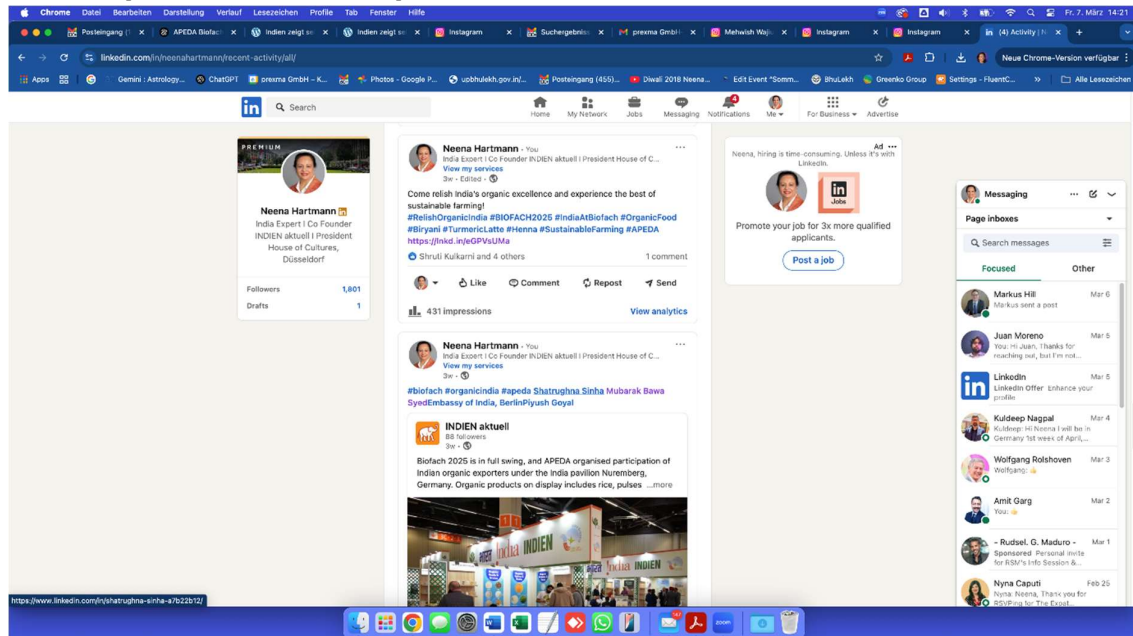 Chrome Datei Bearbeiten Darstellung Verlauf Lesezeichen Profile Tab Fenster Hilfe
Fr. 7. März 14:21
Posteingang (1
APEDA Biofach
Indien zeigt se
Indien zeigt se
Instagram
Suchergebniss
prexma GmbH
Mehwish Waji
Instagram
Instagram
(4) Activity | N
linkedin.com/in/neenahartmann/recent-activity/all/
Neue Chrome-Version verfügbar
Apps
Gemini : Astrology...
ChatGPT
prexma GmbH – K...
Photos - Google P...
upbhulekh.gov.in/...
Posteingang (455)...
Diwali 2018 Neena...
Edit Event "Somm...
BhuLekh
Greenko Group
Settings - FluentC...
Alle Lesezeichen
in
Search
Home
My Network
Jobs
Messaging
4
Notifications
Me
For Business
Advertise
PREMIUM
Neena Hartmann
India Expert I Co Founder
INDIEN aktuell I President
House of Cultures,
Düsseldorf
Followers 1,801
Drafts 1
Neena Hartmann • You
India Expert I Co Founder INDIEN aktuell I President House of C...
View my services
3w • Edited •
Come relish India's organic excellence and experience the best of
sustainable farming!
#RelishOrganicIndia #BIOFACH2025 #IndiaAtBiofach #OrganicFood
#Biryani #TurmericLatte #Henna #SustainableFarming #APEDA
https://lnkd.in/eGPVsUMa
Shruti Kulkarni and 4 others
1 comment
Like
Comment
Repost
Send
431 impressions
View analytics
Neena Hartmann • You
India Expert I Co Founder INDIEN aktuell I President House of C...
View my services
3w •
#biofach #organicindia #apeda Shatrughna Sinha Mubarak Bawa
SyedEmbassy of India, BerlinPiyush Goyal
INDIEN aktuell
88 followers
3w •
Biofach 2025 is in full swing, and APEDA organised participation of
Indian organic exporters under the India pavilion Nuremberg,
Germany. Organic products on display includes rice, pulses ...more
भारत India INDIEN
India INDIEN
Ad
Neena, hiring is time-consuming. Unless it's with
LinkedIn.
in
Jobs
Promote your job for 3x more qualified
applicants.
Post a job
Messaging
Page inboxes
Search messages
Focused
Other
Markus Hill Mar 6
Markus sent a post
Juan Moreno Mar 5
You: Hi Juan, Thanks for
reaching out, but I'm not...
LinkedIn Mar 5
LinkedIn Offer Enhance your
profile
Kuldeep Nagpal Mar 4
Kuldeep: Hi Neena I will be in
Germany 1st week of April,...
Wolfgang Rolshoven Mar 3
Wolfgang: 👍
Amit Garg Mar 2
You: 👍
- Rudsel. G. Maduro - Mar 1
Sponsored Personal invite
for RSM's Info Session &...
Nyna Caputi Feb 25
Nyna: Neena, Thank you for
RSVPing for The Expat...
https://www.linkedin.com/in/shatrughna-sinha-a7b22b12/
zoom